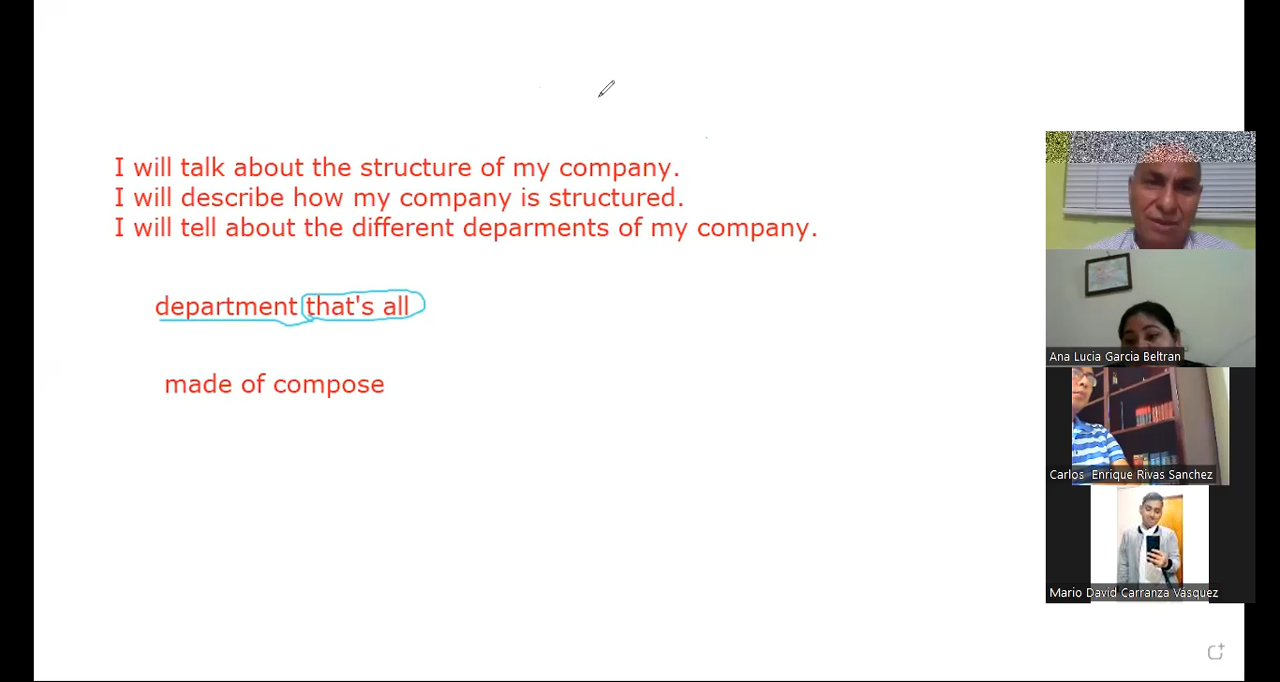 I will talk about the structure of my company.
I will describe how my company is structured.
I will tell about the different deparments of my company.
department that's all
made of compose
Ana Lucia Garcia Beltran
Carlos Enrique Rivas Sanchez
Mario David Carranza Vásquez